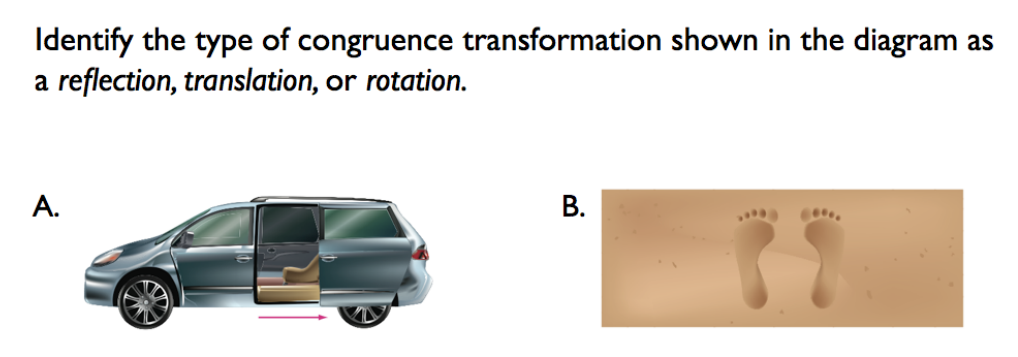 Identify the type of congruence transformation shown in the diagram as
a reflection, translation, or rotation.
A.
B.